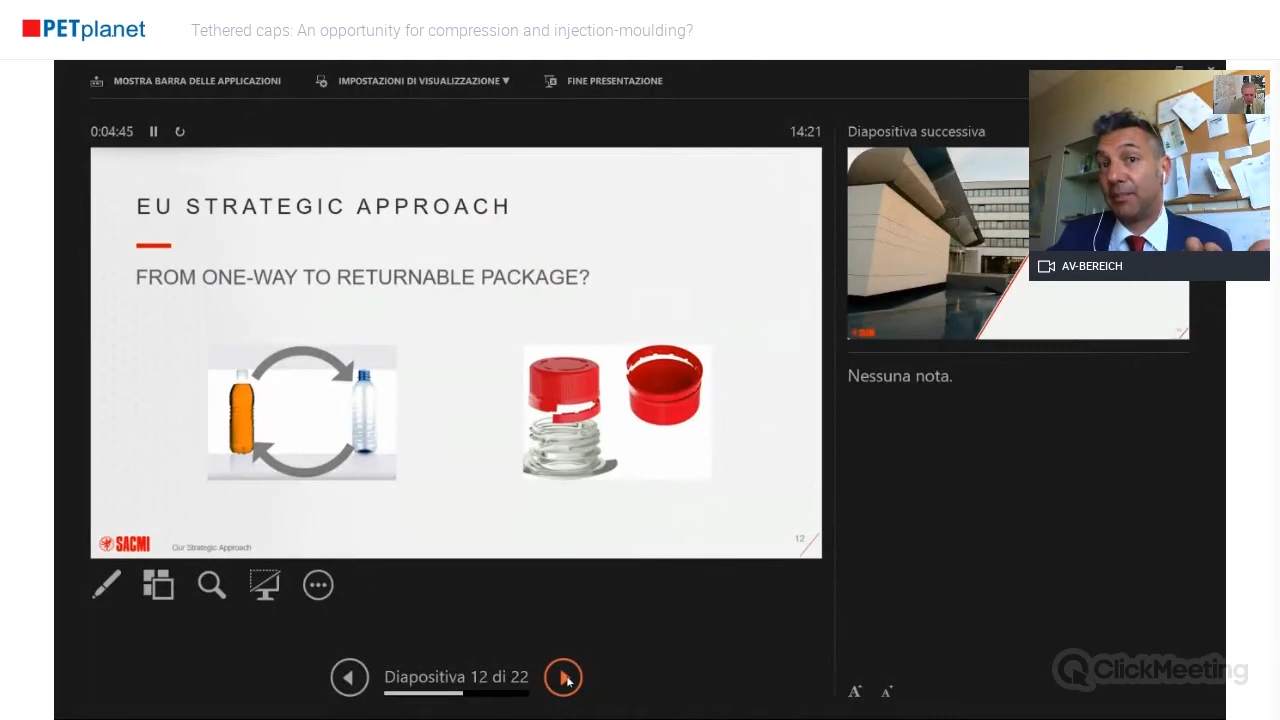 PETplanet
Tethered caps: An opportunity for compression and injection-moulding?
MOSTRA BARRA DELLE APPLICAZIONI
IMPOSTAZIONI DI VISUALIZZAZIONE ▼
FINE PRESENTAZIONE
0:04:45
14:21
Diapositiva successiva
EU STRATEGIC APPROACH
FROM ONE-WAY TO RETURNABLE PACKAGE?
SACMI
Our Strategic Approach
12
AV-BEREICH
SACMI
Nessuna nota.
Diapositiva 12 di 22
A A
ClickMeeting